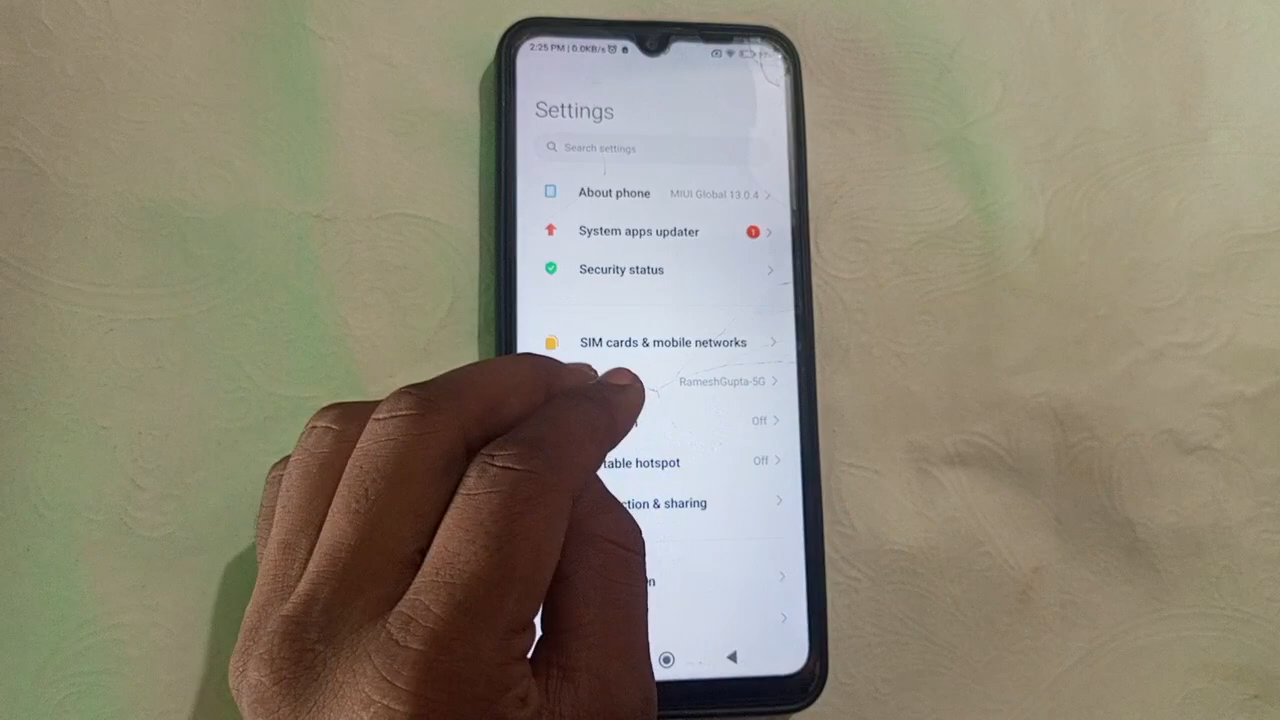 2:25 PM | 0.0KB/s
Settings
Search settings
About phone MIUI Global 13.0.4
System apps updater 1
Security status
SIM cards & mobile networks
RameshGupta-5G
Off
table hotspot Off
ction & sharing
n